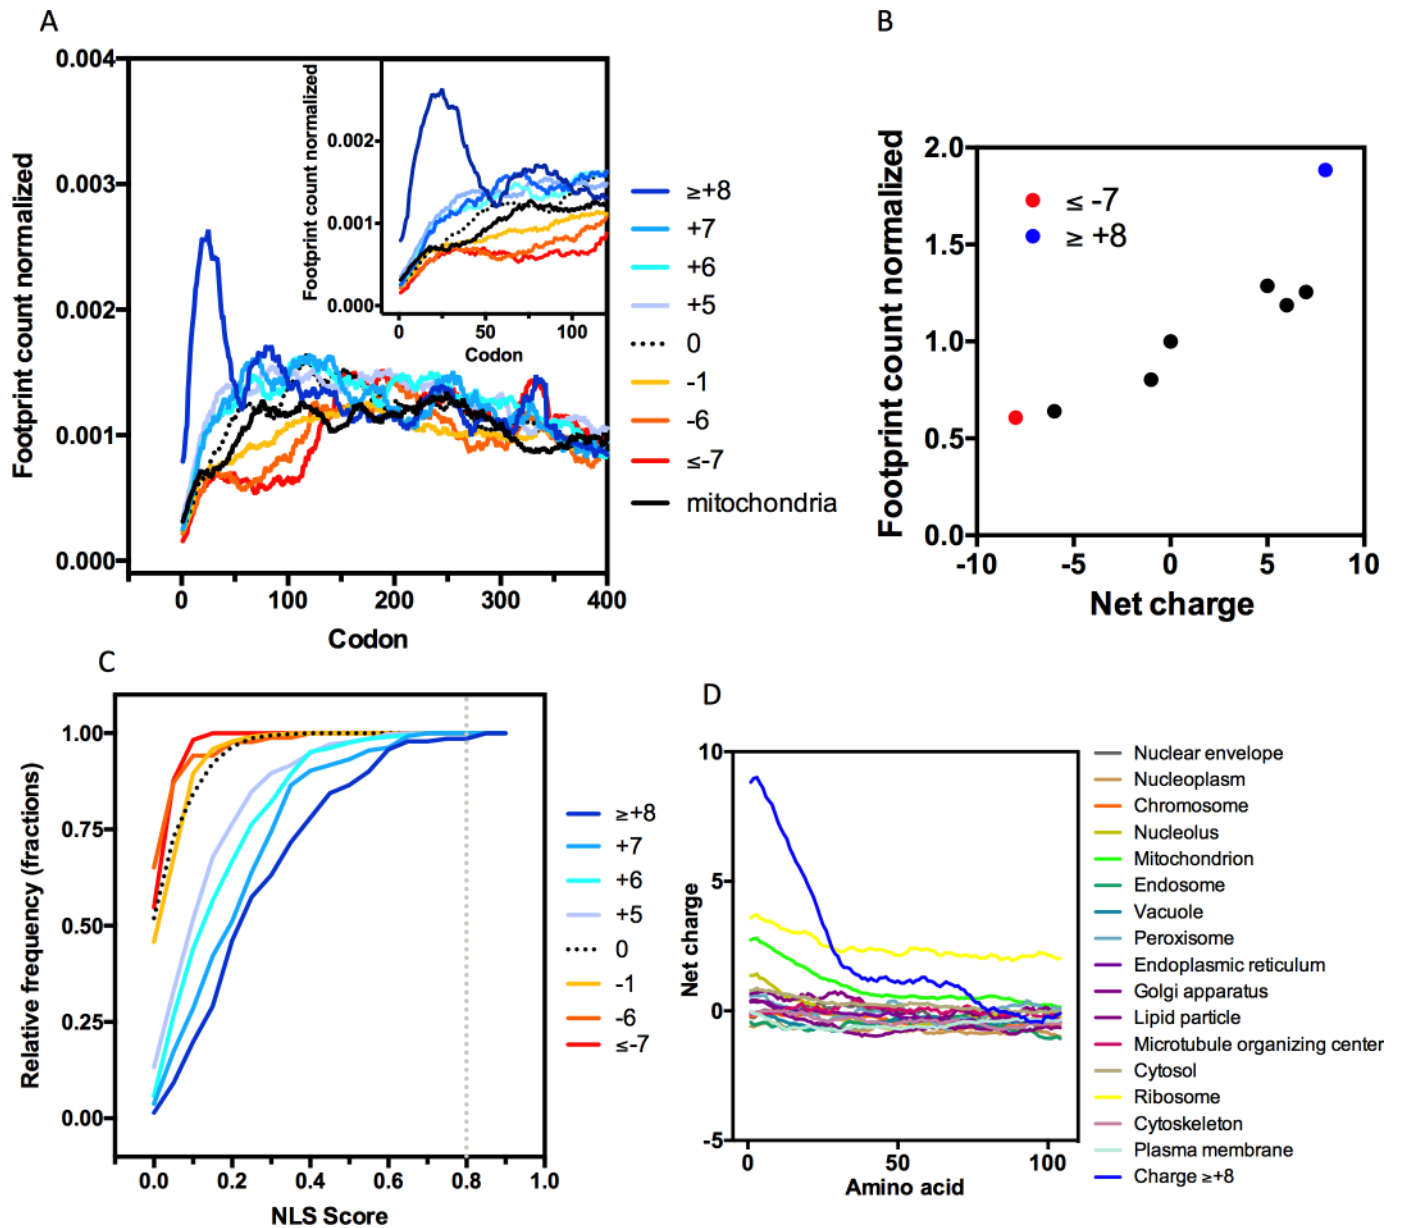 A
0.004
0.003
0.002
0.001
0.000
Footprint count normalized
0
100
200
300
400
Codon
0.002
0.001
0.000
Footprint count normalized
0
50
100
Codon
≥+8
+7
+6
+5
0
-1
-6
≤-7
mitochondria
B
2.0
1.5
1.0
0.5
0.0
Footprint count normalized
≤ -7
≥ +8
-10
-5
0
5
10
Net charge
C
1.00
0.75
0.50
0.25
0.00
Relative frequency (fractions)
0.0
0.2
0.4
0.6
0.8
1.0
NLS Score
≥+8
+7
+6
+5
0
-1
-6
≤-7
D
10
5
0
-5
Net charge
0
50
100
Amino acid
Nuclear envelope
Nucleoplasm
Chromosome
Nucleolus
Mitochondrion
Endosome
Vacuole
Peroxisome
Endoplasmic reticulum
Golgi apparatus
Lipid particle
Microtubule organizing center
Cytosol
Ribosome
Cytoskeleton
Plasma membrane
Charge ≥+8